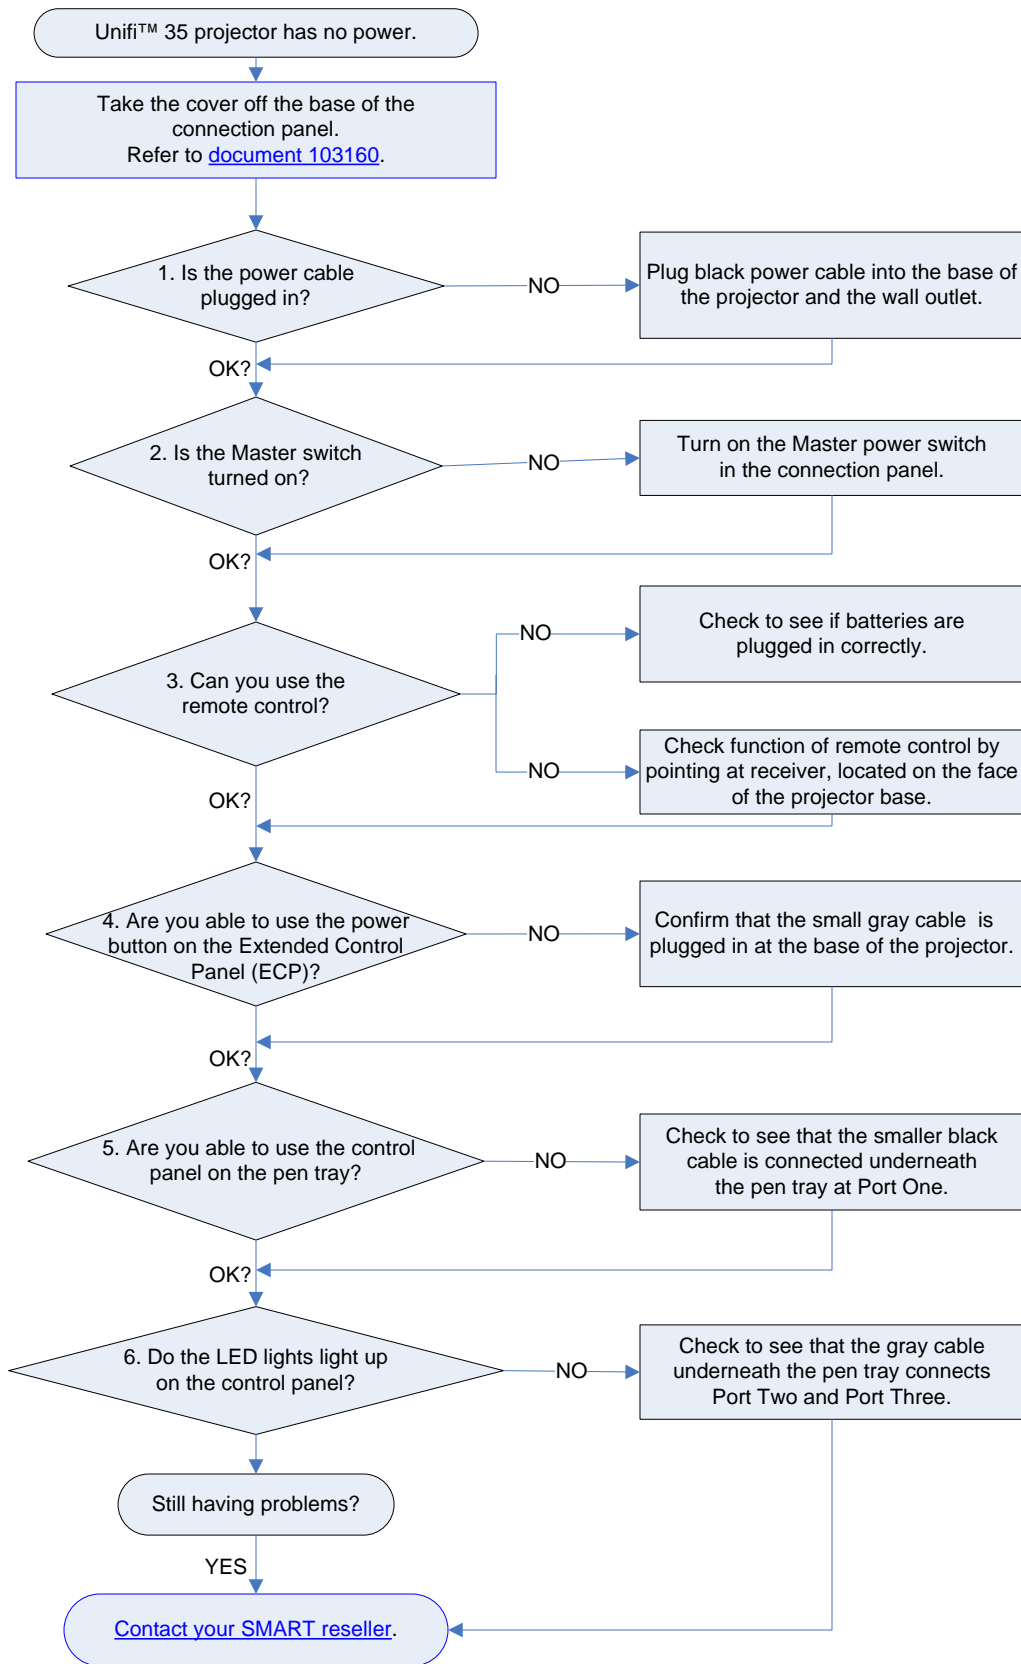 Unifi™ 35 projector has no power.
Take the cover off the base of the
connection panel.
Refer to document 103160.
1. Is the power cable
plugged in?
NO
Plug black power cable into the base of
the projector and the wall outlet.
OK?
2. Is the Master switch
turned on?
NO
Turn on the Master power switch
in the connection panel.
OK?
3. Can you use the
remote control?
NO
Check to see if batteries are
plugged in correctly.
NO
Check function of remote control by
pointing at receiver, located on the face
of the projector base.
OK?
4. Are you able to use the power
button on the Extended Control
Panel (ECP)?
NO
Confirm that the small gray cable is
plugged in at the base of the projector.
OK?
5. Are you able to use the control
panel on the pen tray?
NO
Check to see that the smaller black
cable is connected underneath
the pen tray at Port One.
OK?
6. Do the LED lights light up
on the control panel?
NO
Check to see that the gray cable
underneath the pen tray connects
Port Two and Port Three.
Still having problems?
YES
Contact your SMART reseller.